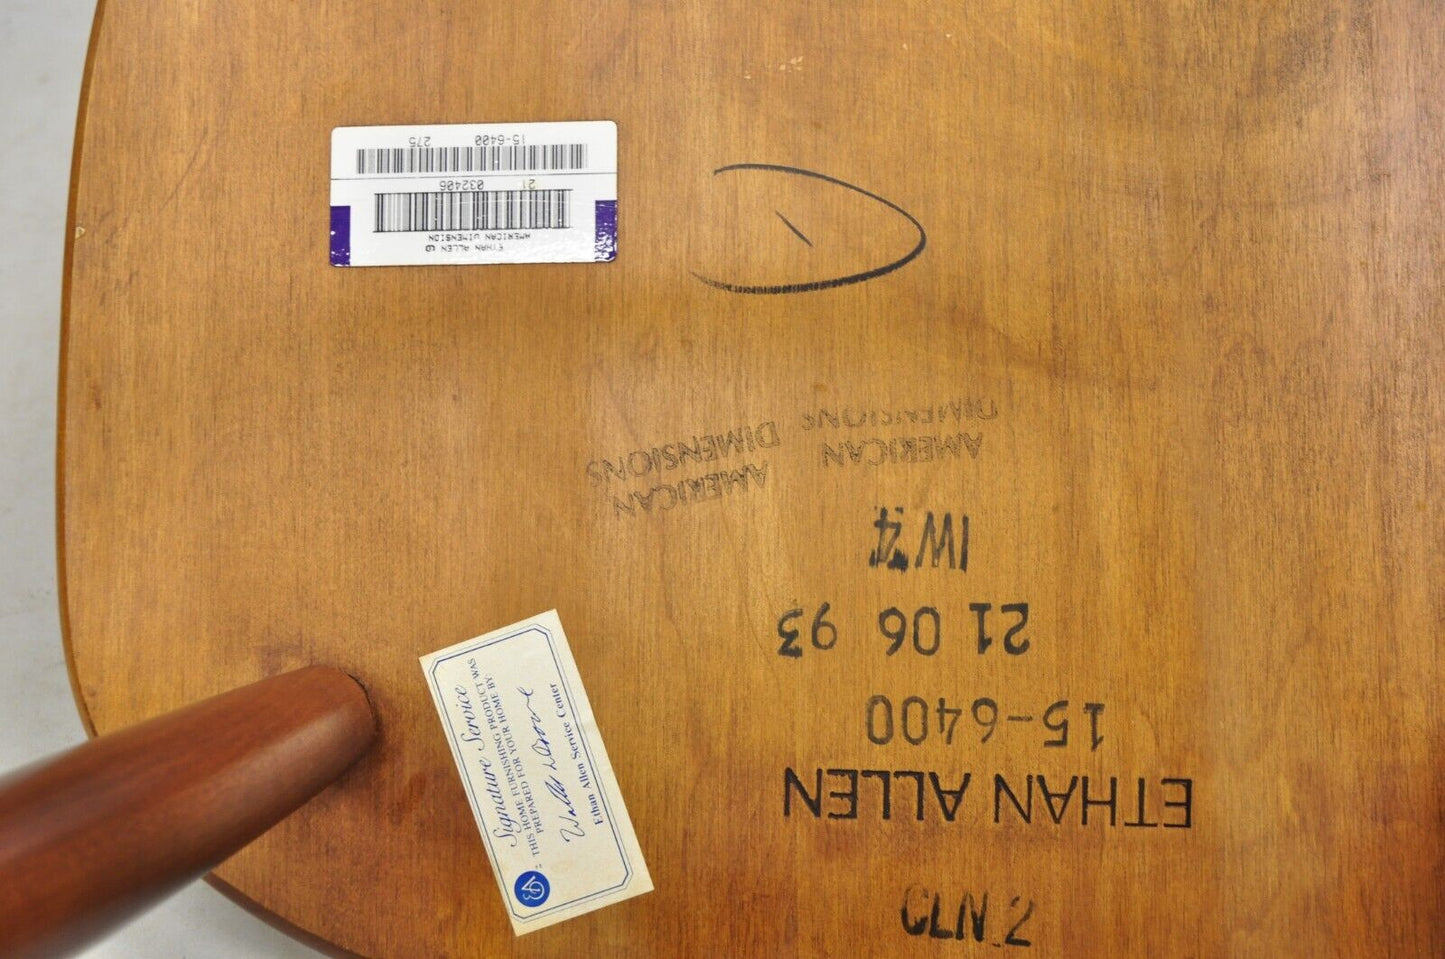 ETHAN ALLEN
AMERICAN DIMENSION
21 032406
15-6400 275
CLN 2
ETHAN ALLEN
15-6400
21 06 93
IW4
AMERICAN
DIMENSIONS
AMERICAN
DIMENSIONS
Signature Service
THIS HOME FURNISHING PRODUCT WAS
PREPARED FOR YOUR HOME BY:
Ethan Allen Service Center